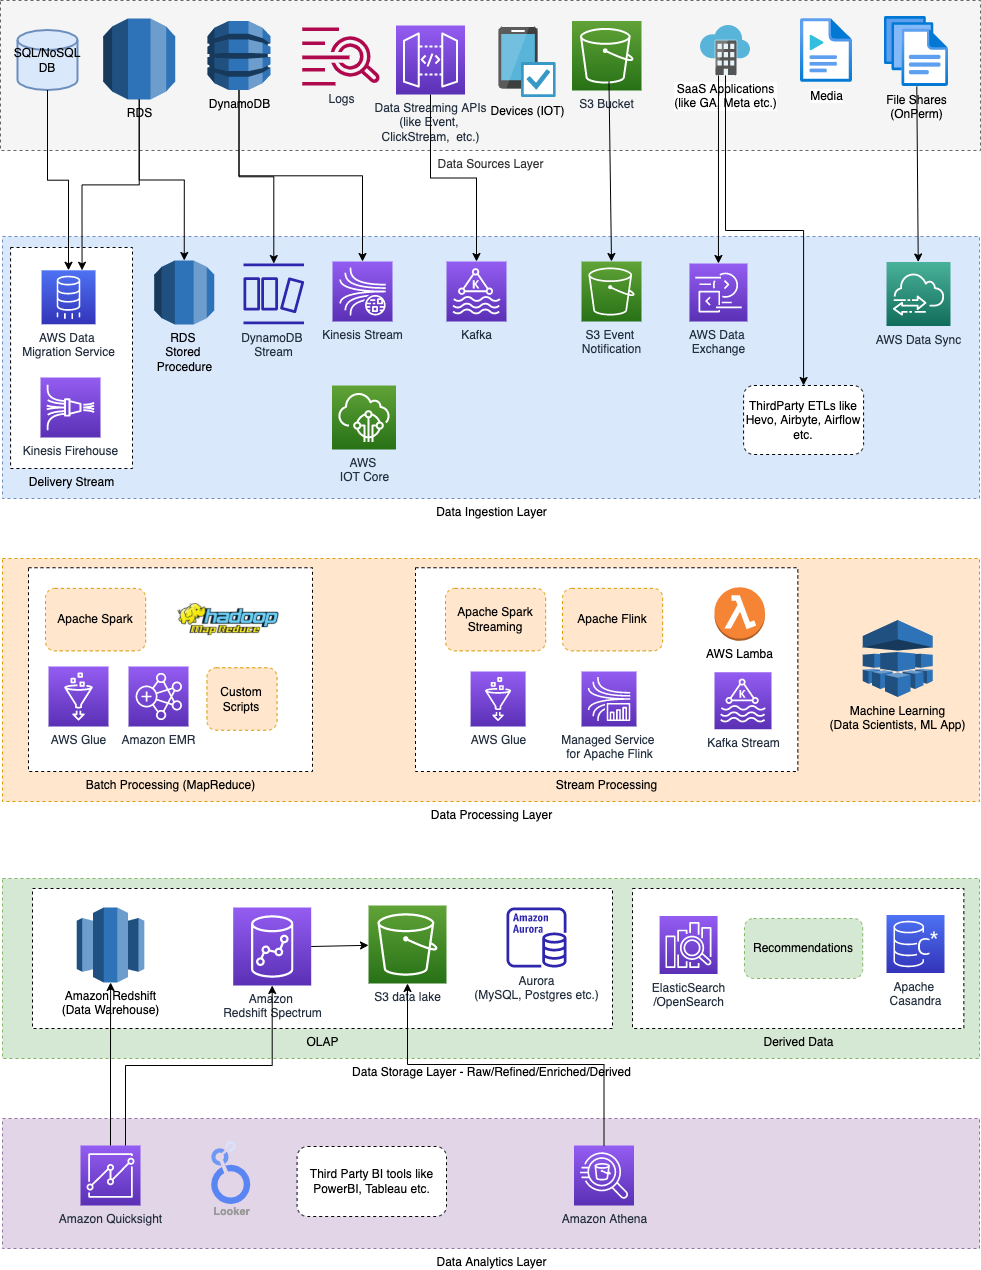 SQL/NoSQL
DB
RDS
DynamoDB
Logs
Data Streaming APIs
(like Event,
ClickStream, etc.)
Devices (IOT)
S3 Bucket
SaaS Applications
(like GA, Meta etc.)
Media
File Shares
(OnPerm)
Data Sources Layer
AWS Data
Migration Service
Kinesis Firehouse
Delivery Stream
RDS
Stored
Procedure
DynamoDB
Stream
Kinesis Stream
AWS
IOT Core
K
Kafka
S3 Event
Notification
AWS Data
Exchange
ThirdParty ETLs like
Hevo, Airbyte, Airflow
etc.
AWS Data Sync
Data Ingestion Layer
Apache Spark
hadoop
Map Reduce
AWS Glue
Amazon EMR
Custom
Scripts
Batch Processing (MapReduce)
Apache Spark
Streaming
Apache Flink
AWS Lamba
AWS Glue
Managed Service
for Apache Flink
K
Kafka Stream
Stream Processing
Machine Learning
(Data Scientists, ML App)
Data Processing Layer
Amazon Redshift
(Data Warehouse)
Amazon
Redshift Spectrum
S3 data lake
Amazon
Aurora
Aurora
(MySQL, Postgres etc.)
OLAP
ElasticSearch
/OpenSearch
Recommendations
C*
Apache
Casandra
Derived Data
Data Storage Layer - Raw/Refined/Enriched/Derived
Amazon Quicksight
Looker
Third Party BI tools like
PowerBI, Tableau etc.
Amazon Athena
Data Analytics Layer